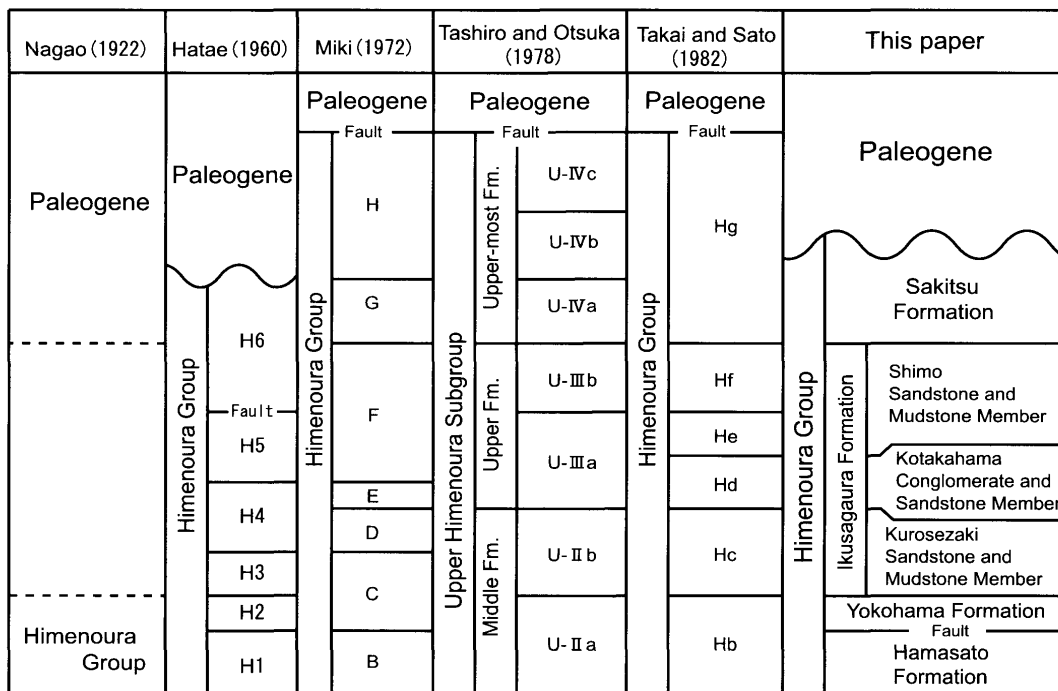 Nagao (1922)
Hatae (1960)
Miki (1972)
Tashiro and Otsuka
(1978)
Takai and Sato
(1982)
This paper
Paleogene
Himenoura
Group
Paleogene
Himenoura Group
H6
Fault
H5
H4
H3
H2
H1
Paleogene
Fault
Himenoura Group
H
G
F
E
D
C
B
Paleogene
Fault
Upper Himenoura Subgroup
Upper-most Fm.
Upper Fm.
Middle Fm.
U-Ⅳc
U-Ⅳb
U-Ⅳa
U-Ⅲb
U-Ⅲa
U-Ⅱb
U-Ⅱa
Paleogene
Fault
Himenoura Group
Hg
Hf
He
Hd
Hc
Hb
Paleogene
Himenoura Group
Sakitsu
Formation
Ikusagaura Formation
Shimo
Sandstone and
Mudstone Member
Kotakahama
Conglomerate and
Sandstone Member
Kurosezaki
Sandstone and
Mudstone Member
Yokohama Formation
Fault
Hamasato
Formation